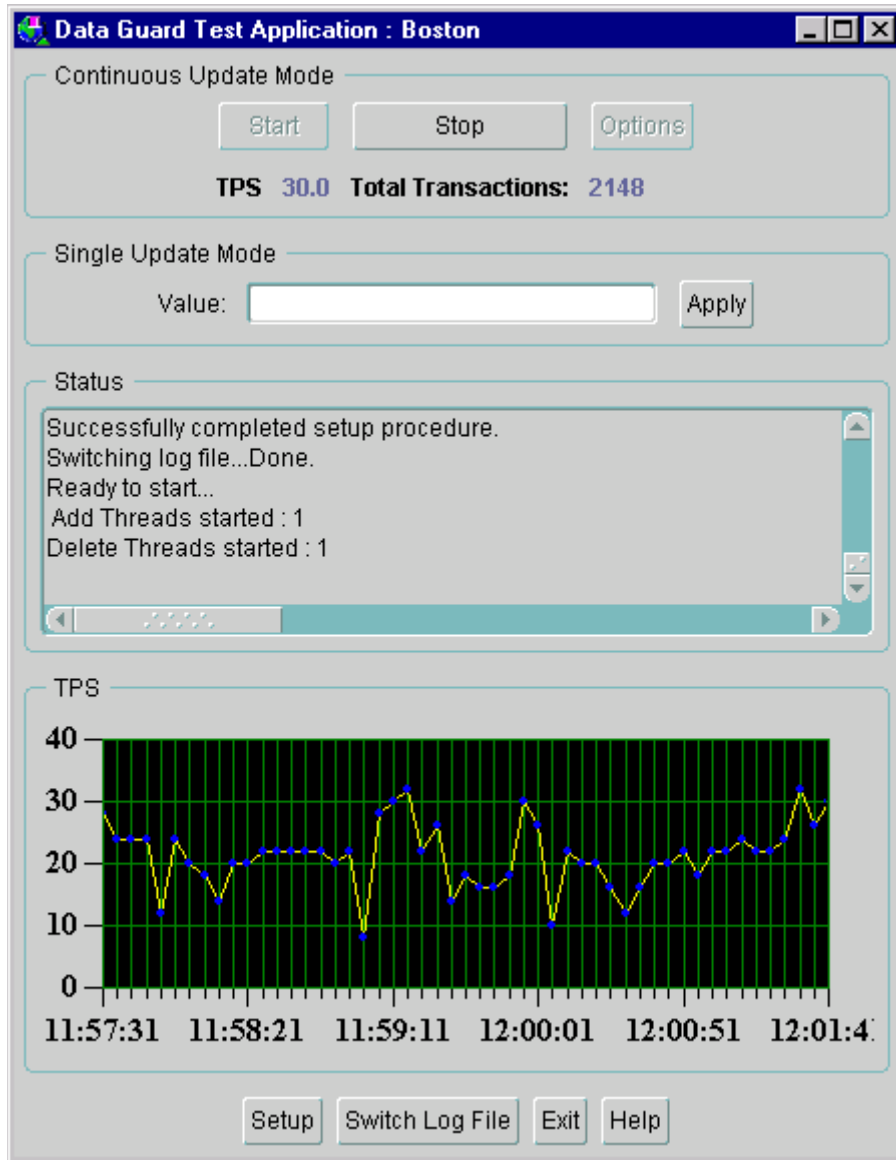 Data Guard Test Application : Boston
Continuous Update Mode
Start Stop Options
TPS 30.0 Total Transactions: 2148
Single Update Mode
Value: Apply
Status
Successfully completed setup procedure.
Switching log file...Done.
Ready to start...
Add Threads started : 1
Delete Threads started : 1
TPS
40
30
20
10
0
11:57:31 11:58:21 11:59:11 12:00:01 12:00:51
Setup Switch Log File Exit Help